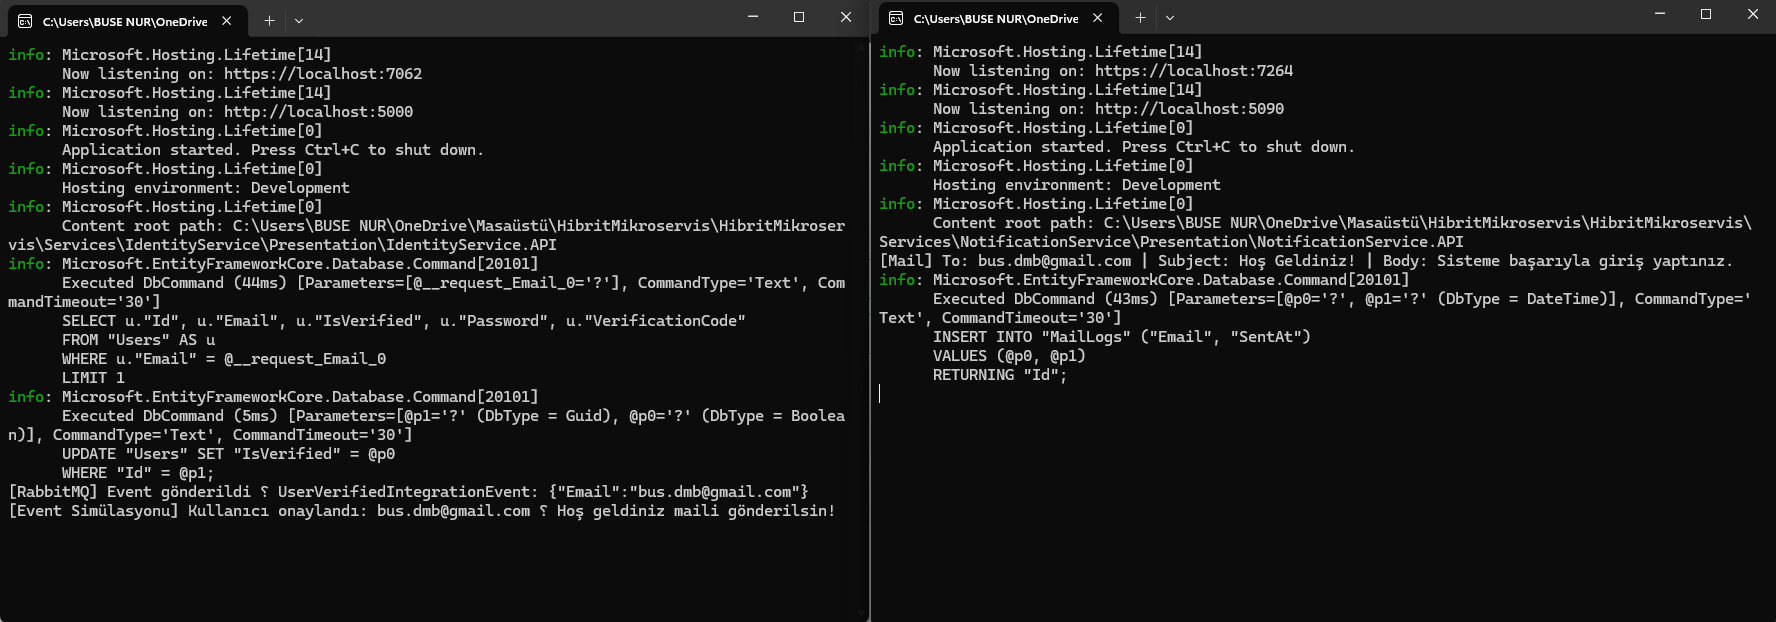 C:\Users\BUSE NUR\OneDrive
info: Microsoft.Hosting.Lifetime[14]
Now listening on: https://localhost:7062
info: Microsoft.Hosting.Lifetime[14]
Now listening on: http://localhost:5000
info: Microsoft.Hosting.Lifetime[0]
Application started. Press Ctrl+C to shut down.
info: Microsoft.Hosting.Lifetime[0]
Hosting environment: Development
info: Microsoft.Hosting.Lifetime[0]
Content root path: C:\Users\BUSE NUR\OneDrive\Masaüstü\HibritMikroservis\HibritMikroser
vis\Services\IdentityService\Presentation\IdentityService.API
info: Microsoft.EntityFrameworkCore.Database.Command[20101]
Executed DbCommand (44ms) [Parameters=[@__request_Email_0='?'], CommandType='Text', Com
mandTimeout='30']
SELECT u."Id", u."Email", u."IsVerified", u."Password", u."VerificationCode"
FROM "Users" AS u
WHERE u."Email" = @__request_Email_0
LIMIT 1
info: Microsoft.EntityFrameworkCore.Database.Command[20101]
Executed DbCommand (5ms) [Parameters=[@p1='?' (DbType = Guid), @p0='?' (DbType = Boolea
n)], CommandType='Text', CommandTimeout='30']
UPDATE "Users" SET "IsVerified" = @p0
WHERE "Id" = @p1;
[RabbitMQ] Event gönderildi ⸮ UserVerifiedIntegrationEvent: {"Email":"bus.dmb@gmail.com"}
[Event Simülasyonu] Kullanıcı onaylandı: bus.dmb@gmail.com ⸮ Hoş geldiniz maili gönderilsin!
C:\Users\BUSE NUR\OneDrive
info: Microsoft.Hosting.Lifetime[14]
Now listening on: https://localhost:7264
info: Microsoft.Hosting.Lifetime[14]
Now listening on: http://localhost:5090
info: Microsoft.Hosting.Lifetime[0]
Application started. Press Ctrl+C to shut down.
info: Microsoft.Hosting.Lifetime[0]
Hosting environment: Development
info: Microsoft.Hosting.Lifetime[0]
Content root path: C:\Users\BUSE NUR\OneDrive\Masaüstü\HibritMikroservis\HibritMikroservis\
Services\NotificationService\Presentation\NotificationService.API
[Mail] To: bus.dmb@gmail.com | Subject: Hoş Geldiniz! | Body: Sisteme başarıyla giriş yaptınız.
info: Microsoft.EntityFrameworkCore.Database.Command[20101]
Executed DbCommand (43ms) [Parameters=[@p0='?', @p1='?' (DbType = DateTime)], CommandType='
Text', CommandTimeout='30']
INSERT INTO "MailLogs" ("Email", "SentAt")
VALUES (@p0, @p1)
RETURNING "Id";